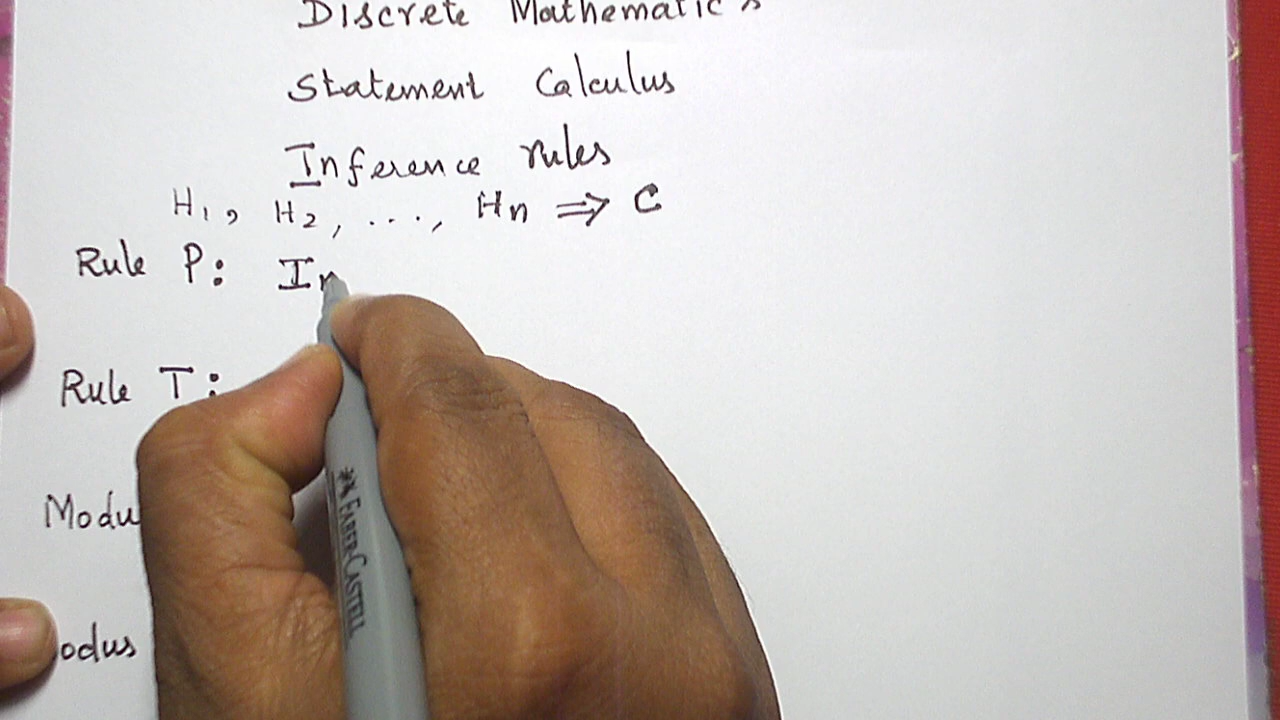 Discrete Mathematics
Statement Calculus
Inference rules
H1, H2, ..., Hn ⇒ C
Rule P: In
Rule T:
Modu
odus
FABER-CASTELL